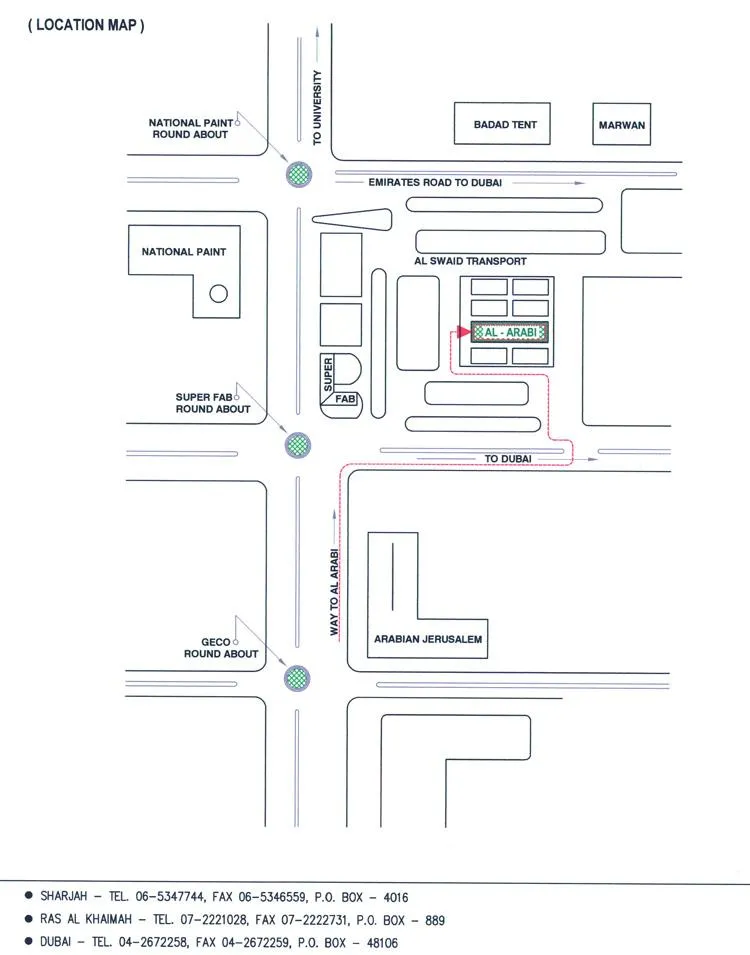 ( LOCATION MAP )
TO UNIVERSITY
NATIONAL PAINT
ROUND ABOUT
BADAD TENT
MARWAN
EMIRATES ROAD TO DUBAI
NATIONAL PAINT
AL SWAID TRANSPORT
AL - ARABI
SUPER
FAB
SUPER FAB
ROUND ABOUT
TO DUBAI
WAY TO AL ARABI
GECO
ROUND ABOUT
ARABIAN JERUSALEM
● SHARJAH – TEL. 06-5347744, FAX 06-5346559, P.O. BOX – 4016
● RAS AL KHAIMAH – TEL. 07-2221028, FAX 07-2222731, P.O. BOX – 889
● DUBAI – TEL. 04-2672258, FAX 04-2672259, P.O. BOX – 48106